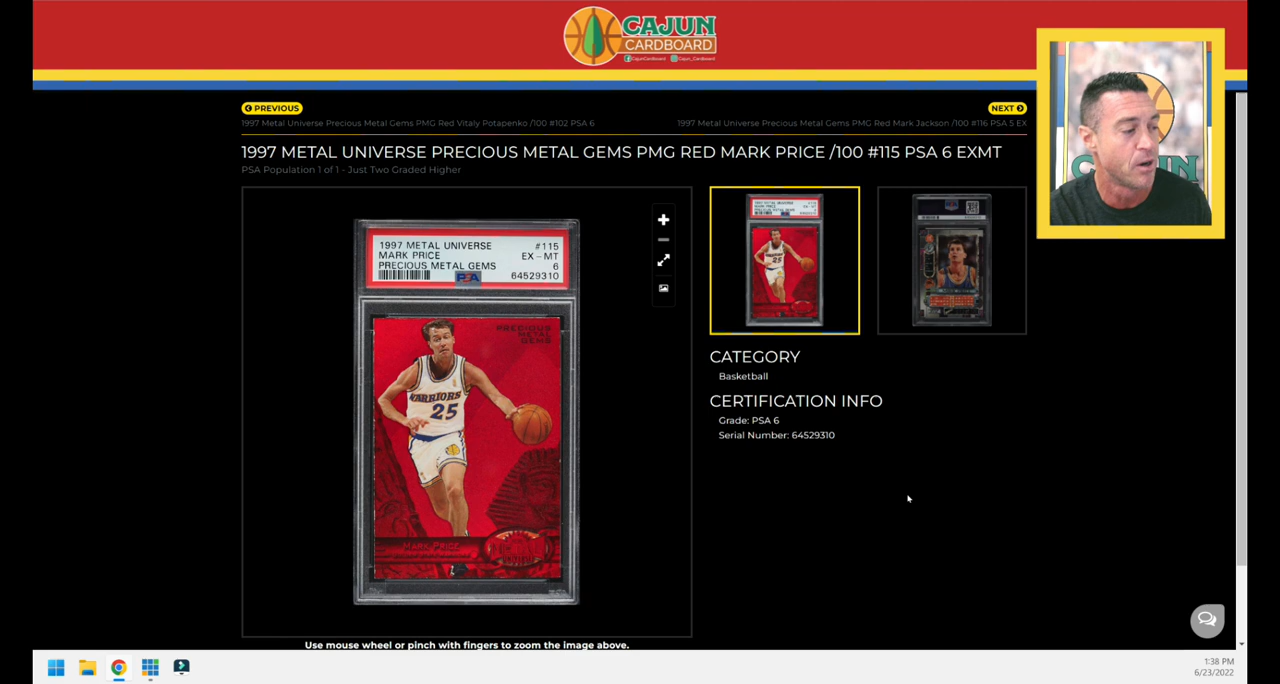 CAJUN
CARDBOARD
CajunCardboard Cajun_Cardboard
PREVIOUS
NEXT
1997 Metal Universe Precious Metal Gems PMG Red Vitaly Potapenko /100 #102 PSA 6
1997 Metal Universe Precious Metal Gems PMG Red Mark Jackson /100 #116 PSA 5 EX
1997 METAL UNIVERSE PRECIOUS METAL GEMS PMG RED MARK PRICE /100 #115 PSA 6 EXMT
PSA Population 1 of 1 - Just Two Graded Higher
1997 METAL UNIVERSE #115
MARK PRICE EX-MT
PRECIOUS METAL GEMS 6
PSA 64529310
PRECIOUS
METAL
GEMS
WARRIORS
25
MARK PRICE
METAL
CATEGORY
Basketball
CERTIFICATION INFO
Grade: PSA 6
Serial Number: 64529310
Use mouse wheel or pinch with fingers to zoom the image above.
1:38 PM
6/23/2022